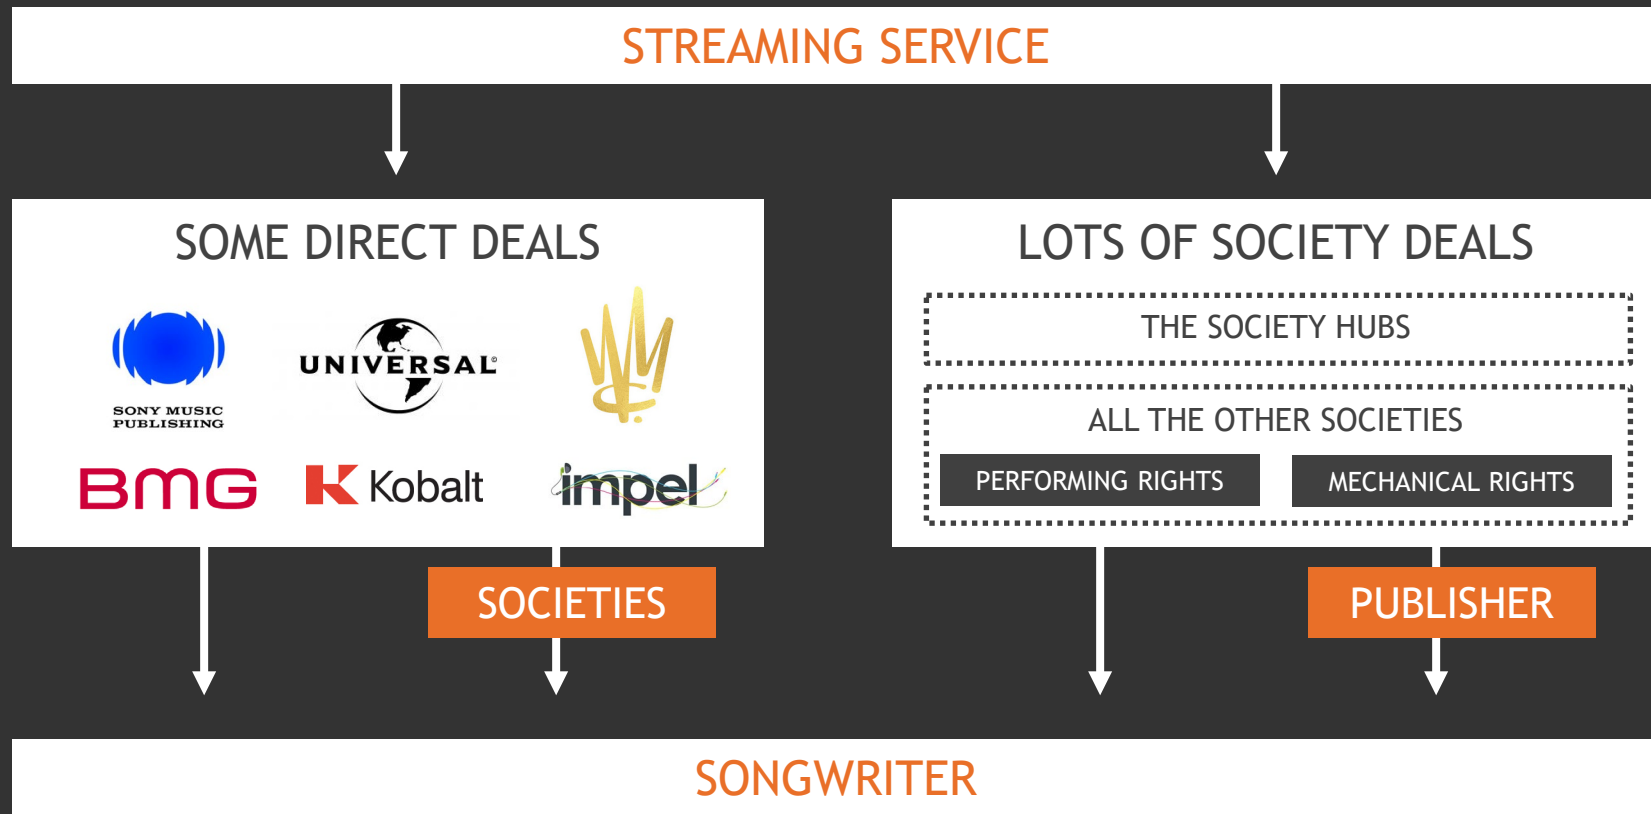 STREAMING SERVICE
SOME DIRECT DEALS
SONY MUSIC
PUBLISHING
UNIVERSAL
WMC
BMG
Kobalt
impel
SOCIETIES
LOTS OF SOCIETY DEALS
THE SOCIETY HUBS
ALL THE OTHER SOCIETIES
PERFORMING RIGHTS
MECHANICAL RIGHTS
PUBLISHER
SONGWRITER